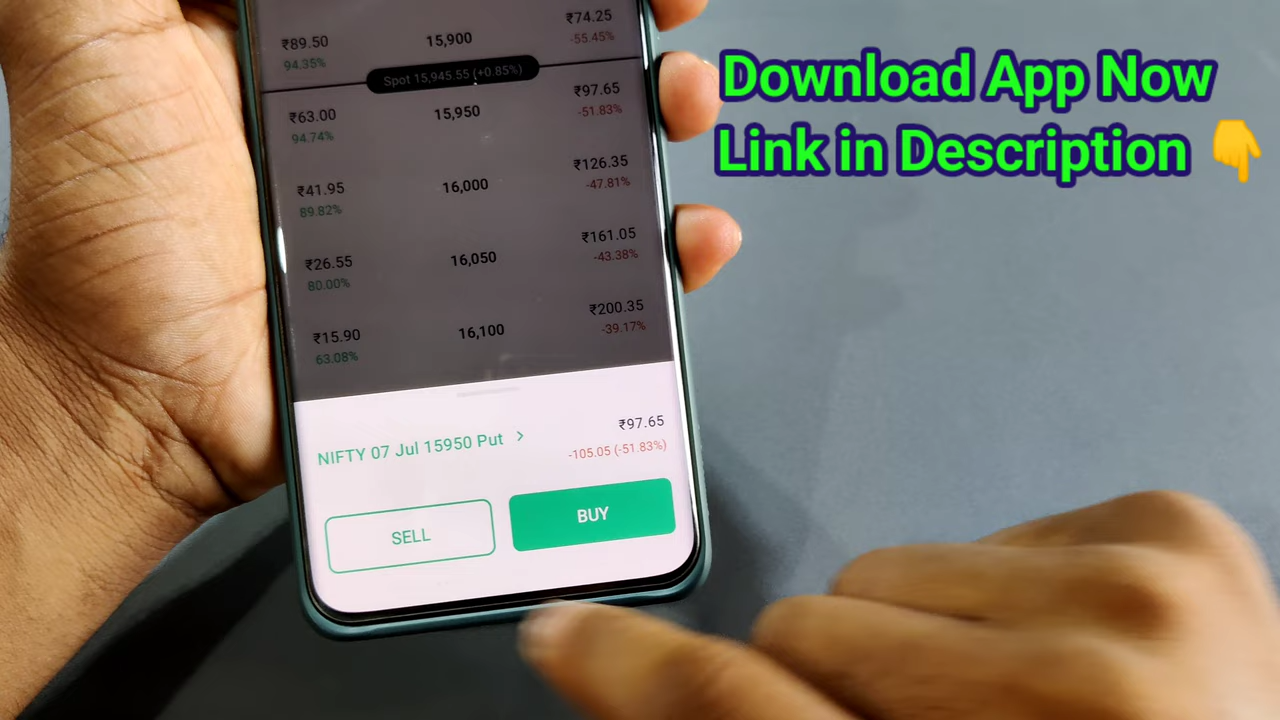 ₹89.50 15,900 ₹74.25
94.35% -55.45%
Spot 15,945.55 (+0.85%)
₹63.00 15,950 ₹97.65
94.74% -51.83%
₹41.95 16,000 ₹126.35
89.82% -47.81%
₹26.55 16,050 ₹161.05
80.00% -43.38%
₹15.90 16,100 ₹200.35
63.08% -39.17%
NIFTY 07 Jul 15950 Put > ₹97.65
-105.05 (-51.83%)
SELL BUY
Download App Now
Link in Description 👇